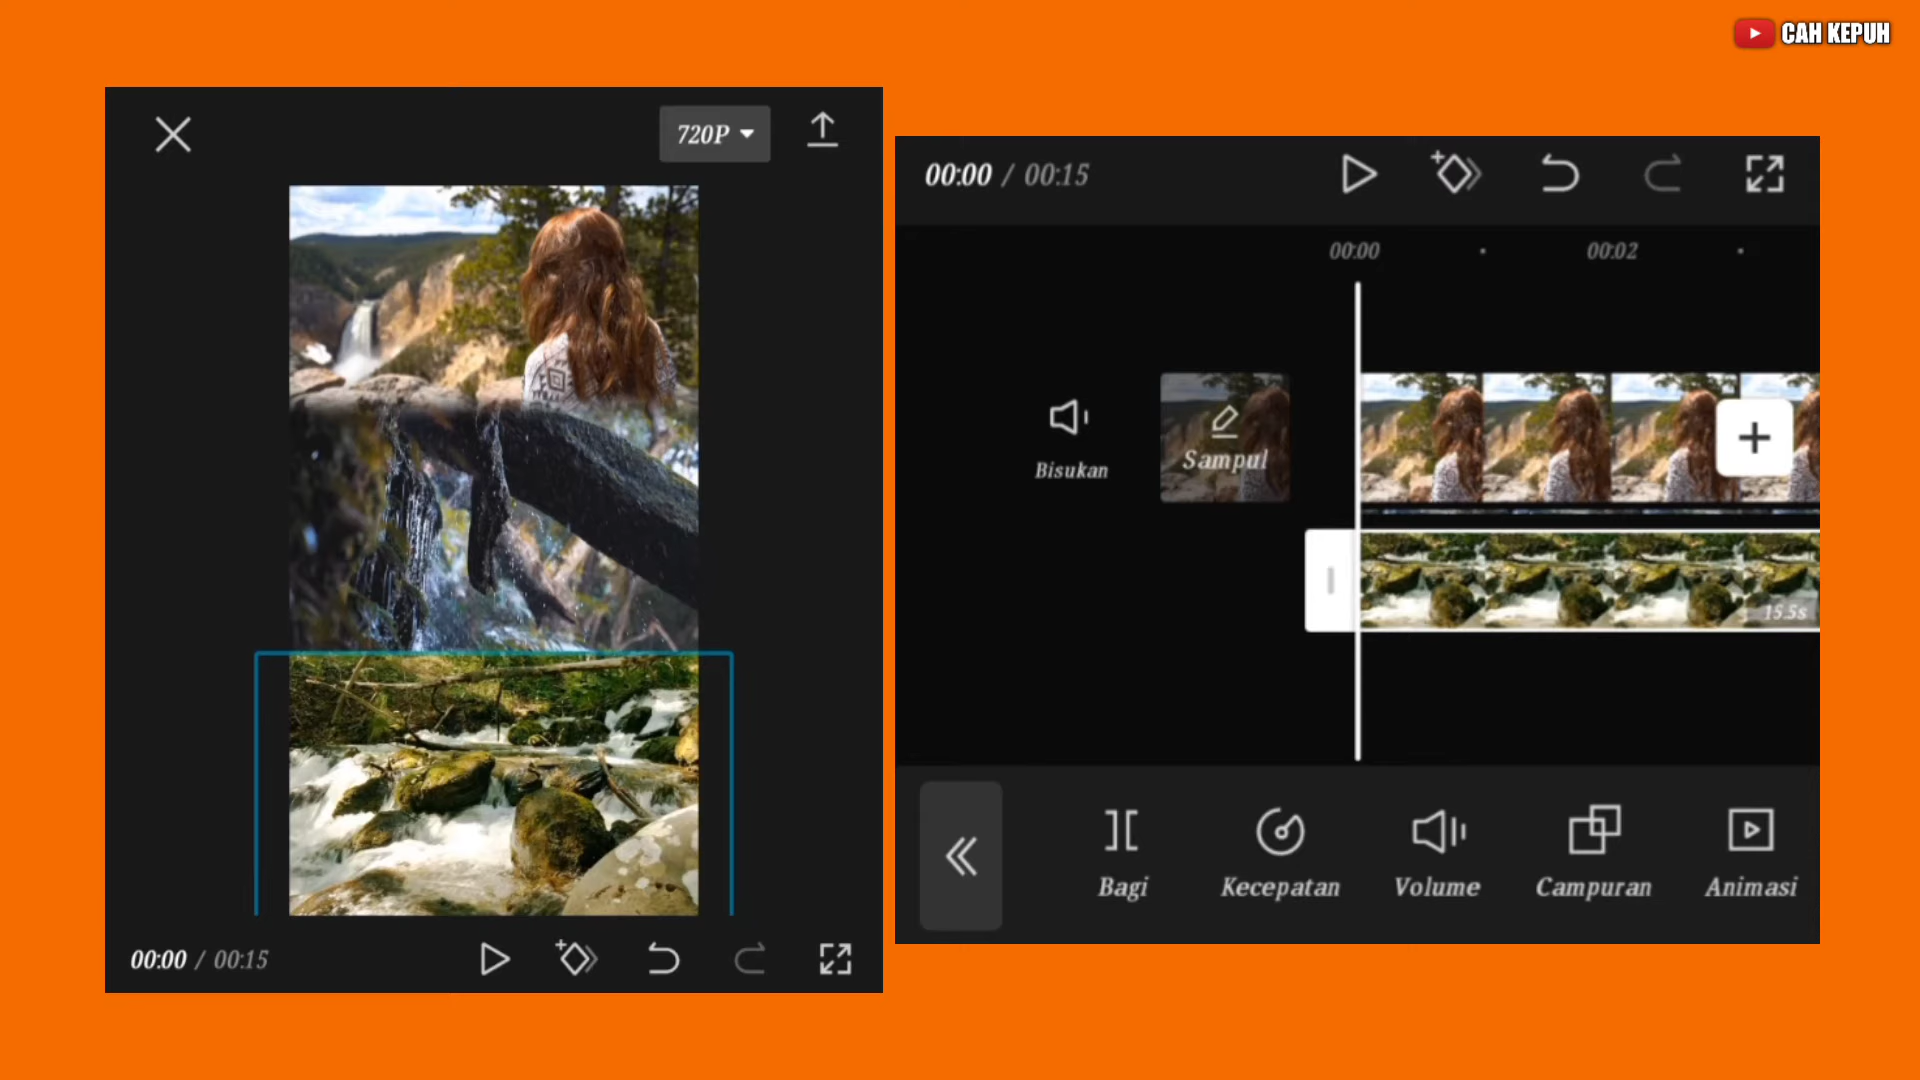 CAH KEPUH
720P
00:00 / 00:15
00:00 / 00:15
00:00
00:02
Bisukan
Sampul
15.5s
Bagi
Kecepatan
Volume
Campuran
Animasi